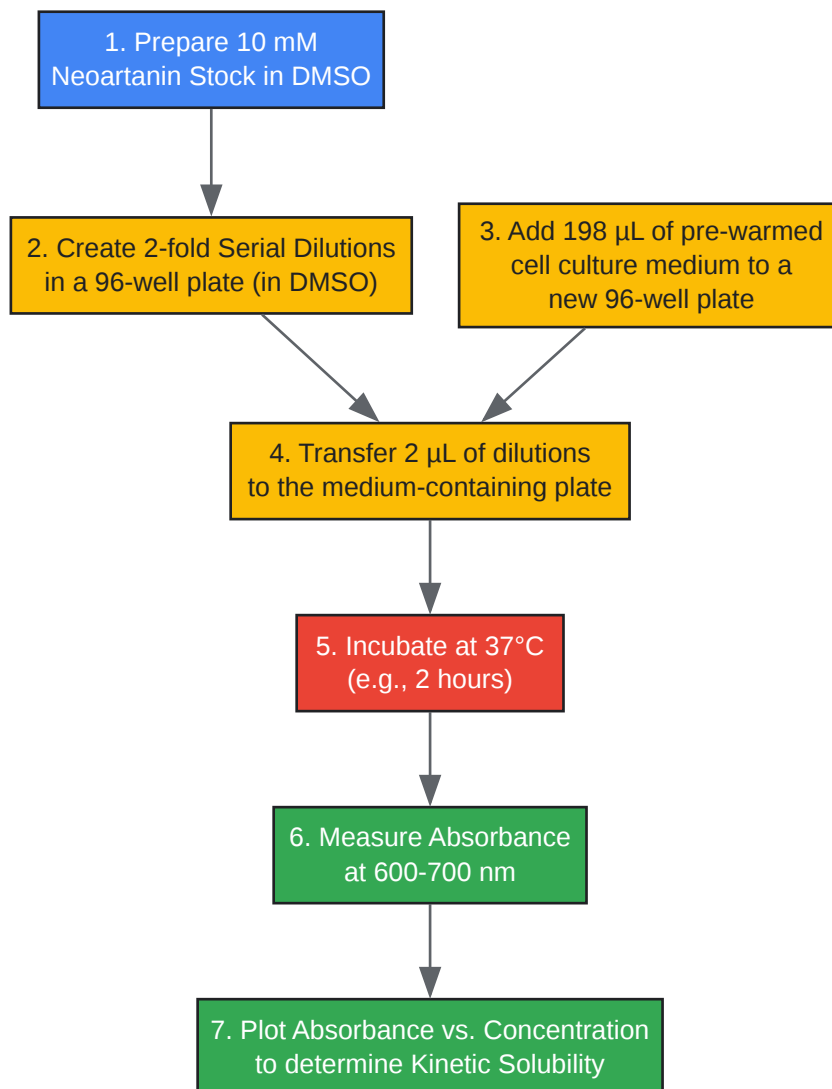 1. Prepare 10 mM
Neoartanin Stock in DMSO
2. Create 2-fold Serial Dilutions
in a 96-well plate (in DMSO)
3. Add 198 µL of pre-warmed
cell culture medium to a
new 96-well plate
4. Transfer 2 µL of dilutions
to the medium-containing plate
5. Incubate at 37°C
(e.g., 2 hours)
6. Measure Absorbance
at 600-700 nm
7. Plot Absorbance vs. Concentration
to determine Kinetic Solubility